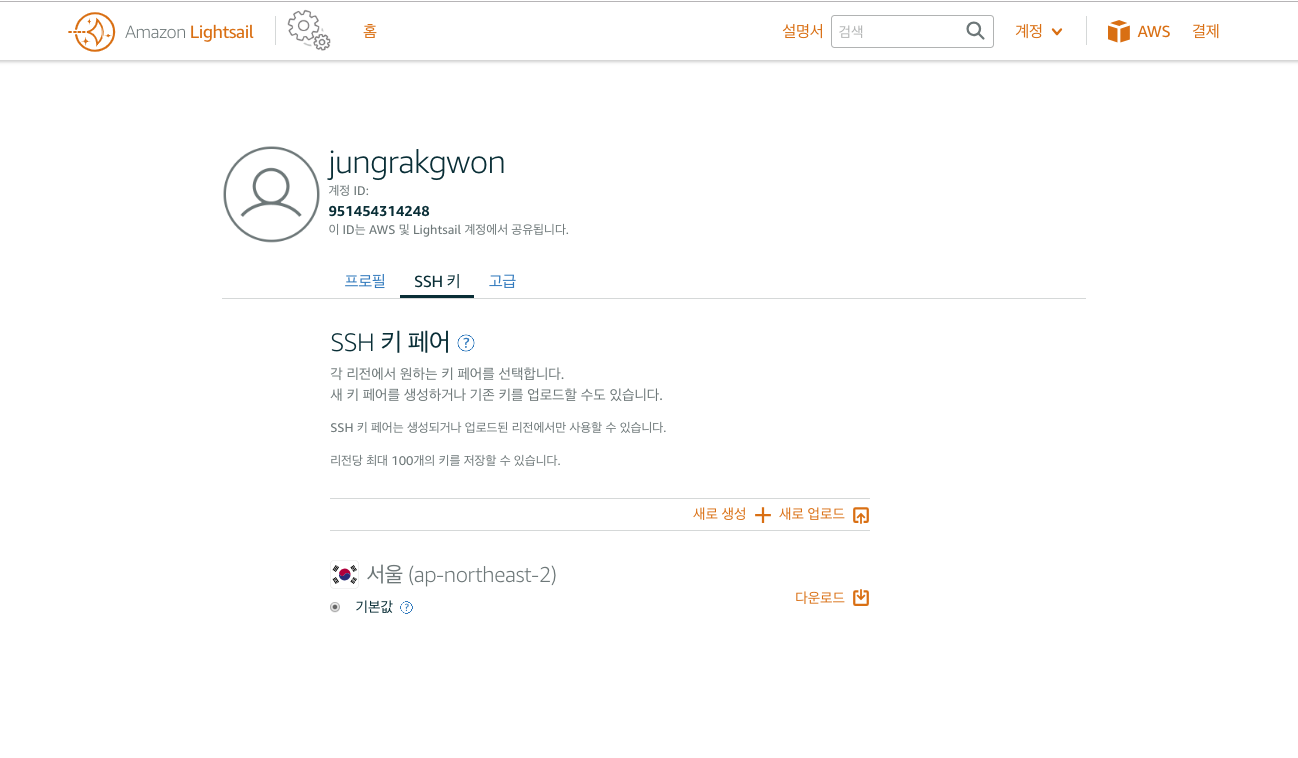 Amazon Lightsail 홈 설명서 검색 계정 AWS 결제
jungrakgwon
계정 ID:
951454314248
이 ID는 AWS 및 Lightsail 계정에서 공유됩니다.
프로필 SSH 키 고급
SSH 키 페어 ?
각 리전에서 원하는 키 페어를 선택합니다.
새 키 페어를 생성하거나 기존 키를 업로드할 수도 있습니다.
SSH 키 페어는 생성되거나 업로드된 리전에서만 사용할 수 있습니다.
리전당 최대 100개의 키를 저장할 수 있습니다.
새로 생성 새로 업로드
서울 (ap-northeast-2)
다운로드
기본값 ?